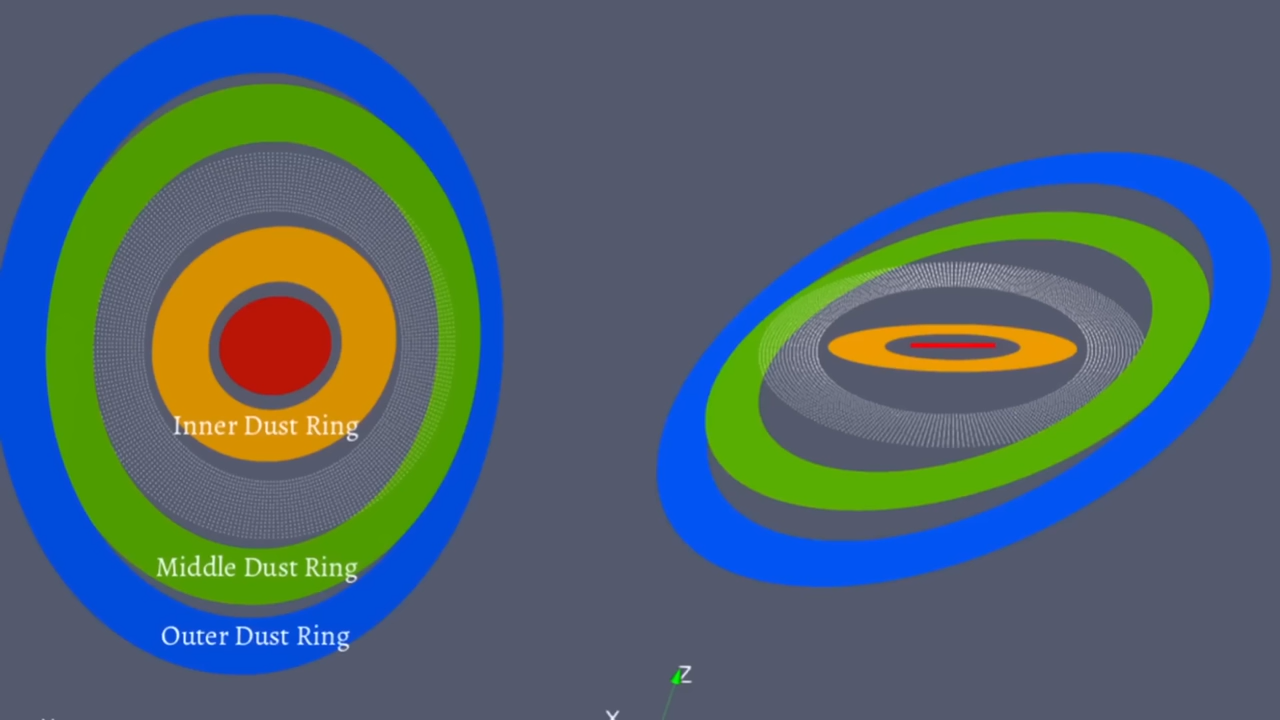 Inner Dust Ring
Middle Dust Ring
Outer Dust Ring
Z
X